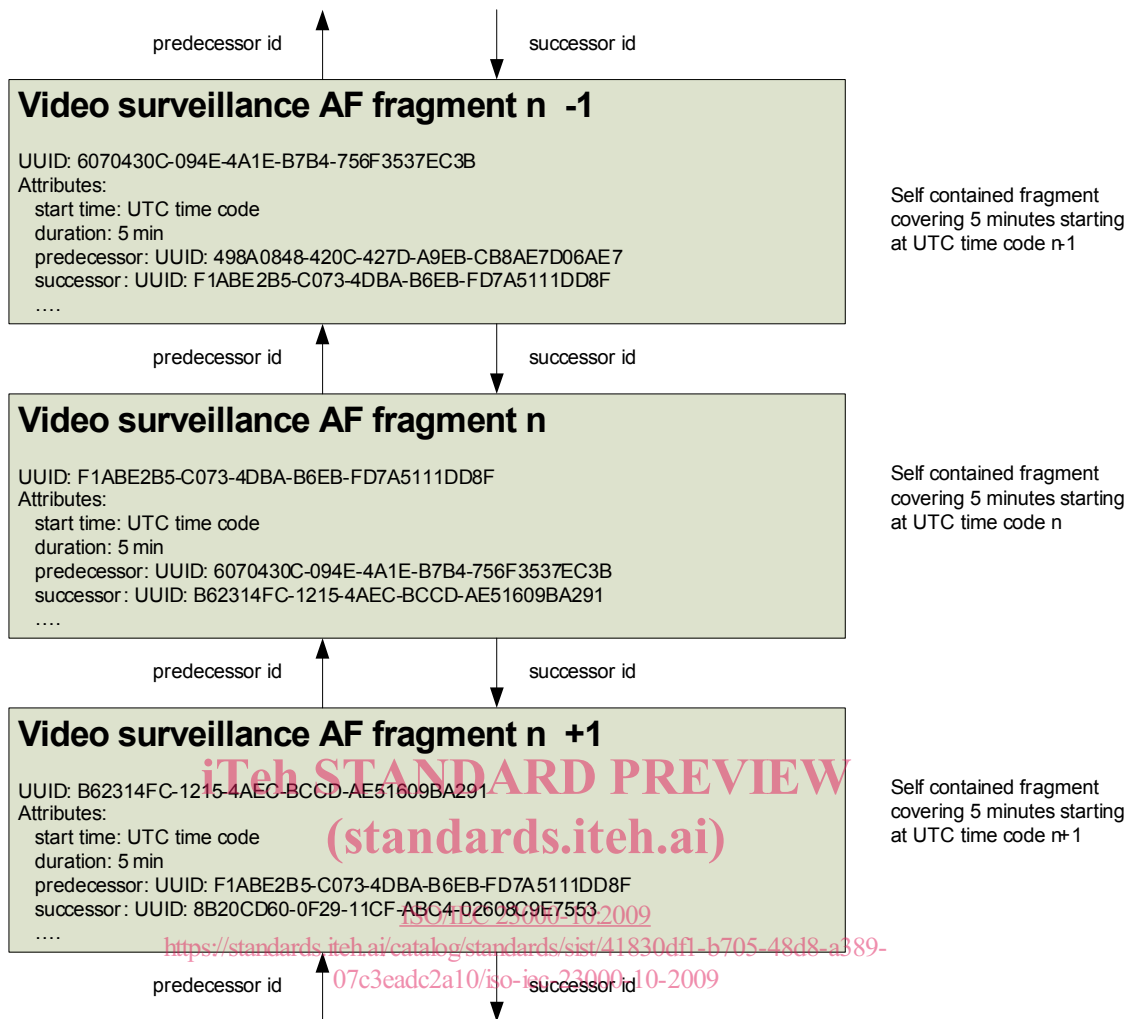 predecessor id
successor id
Video surveillance AF fragment n -1
UUID: 6070430C-094E-4A1E-B7B4-756F3537EC3B
Attributes:
start time: UTC time code
duration: 5 min
predecessor: UUID: 498A0848-420C-427D-A9EB-CB8AE7D06AE7
successor: UUID: F1ABE2B5-C073-4DBA-B6EB-FD7A5111DD8F
....
Self contained fragment
covering 5 minutes starting
at UTC time code n-1
predecessor id
successor id
Video surveillance AF fragment n
UUID: F1ABE2B5-C073-4DBA-B6EB-FD7A5111DD8F
Attributes:
start time: UTC time code
duration: 5 min
predecessor: UUID: 6070430C-094E-4A1E-B7B4-756F3537EC3B
successor: UUID: B62314FC-1215-4AEC-BCCD-AE51609BA291
....
Self contained fragment
covering 5 minutes starting
at UTC time code n
predecessor id
successor id
Video surveillance AF fragment n +1
iTeh STANDARD PREVIEW
UUID: B62314FC-1215-4AEC-BCCD-AE51609BA291
Attributes:
start time: UTC time code
(standards.iteh.ai)
duration: 5 min
predecessor: UUID: F1ABE2B5-C073-4DBA-B6EB-FD7A5111DD8F
successor: UUID: 8B20CD60-0F29-11CF-ABC4-02608C9E7553
ISO/IEC 23000-10:2009
....
https://standards.iteh.ai/catalog/standards/sist/41830df1-b705-48d8-a389-
07c3eadc2a10/iso-iec-23000-10-2009
Self contained fragment
covering 5 minutes starting
at UTC time code n+1
predecessor id
successor id